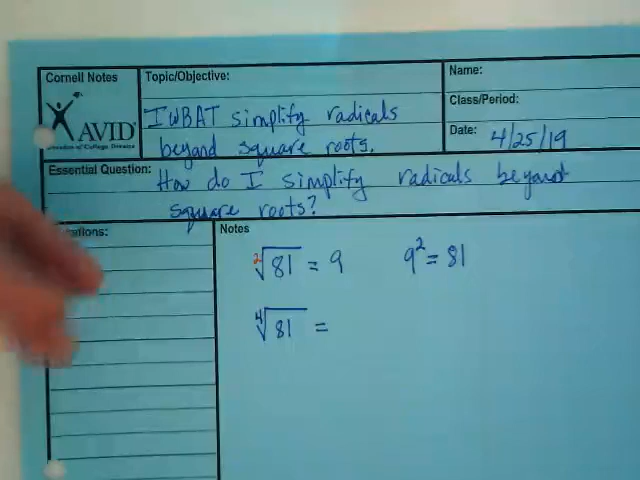 Cornell Notes
AVID
Topic/Objective:
IWBAT simplify radicals
beyond square roots.
Name:
Class/Period:
Date: 4/25/19
Essential Question: How do I simplify radicals beyond
square roots?
Notes
²√81 = 9 9² = 81
⁴√81 =